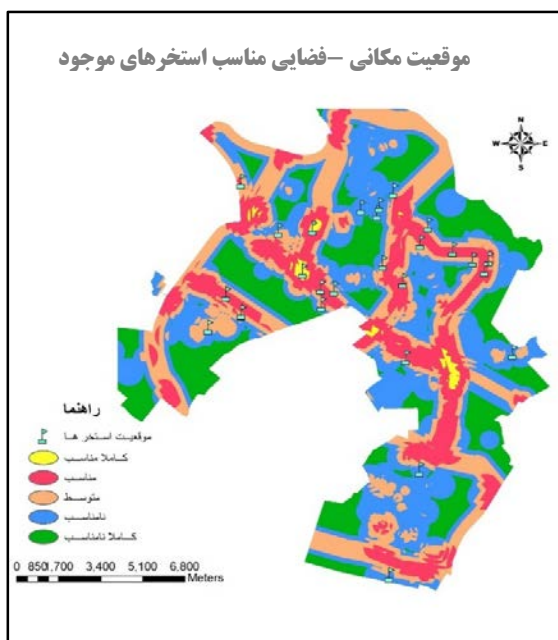 موقعیت مکانی –فضایی مناسب استخرهای موجود
N
W E
S
راهنما
موقعیت استخر ها
کاملا مناسب
مناسب
متوسط
نامناسب
کاملا نامناسب
0 850 1,700 3,400 5,100 6,800
Meters